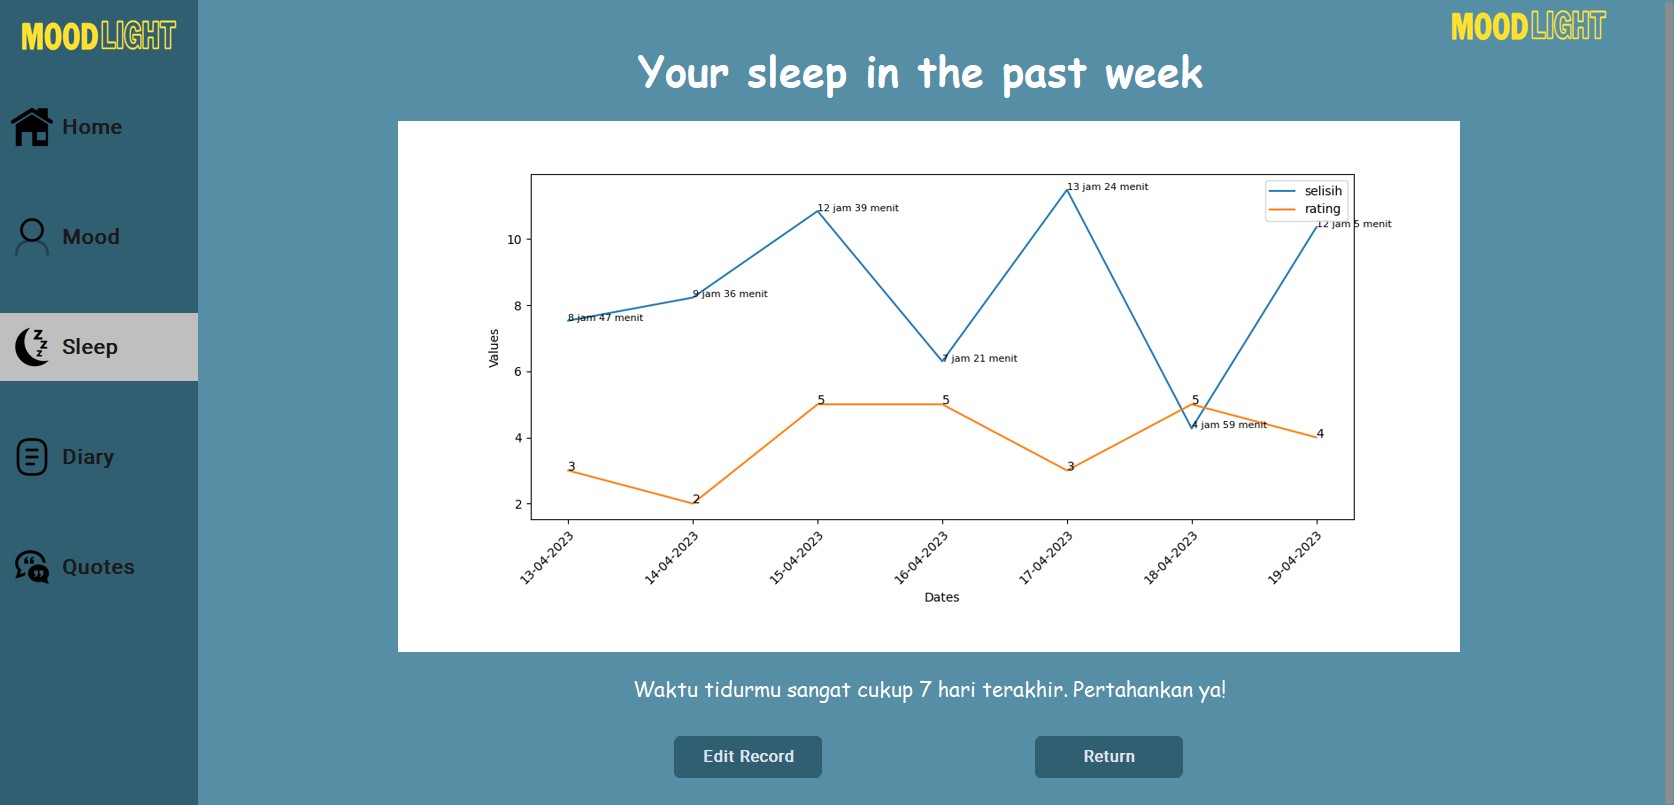 MOODLIGHT
Home
Mood
Sleep
Diary
Quotes
MOODLIGHT
Your sleep in the past week
selisih
rating
13 jam 24 menit
12 jam 39 menit
12 jam 5 menit
9 jam 36 menit
8 jam 47 menit
7 jam 21 menit
4 jam 59 menit
3
2
5
5
3
5
4
10
8
6
4
2
Values
13-04-2023
14-04-2023
15-04-2023
16-04-2023
17-04-2023
18-04-2023
19-04-2023
Dates
Waktu tidurmu sangat cukup 7 hari terakhir. Pertahankan ya!
Edit Record
Return